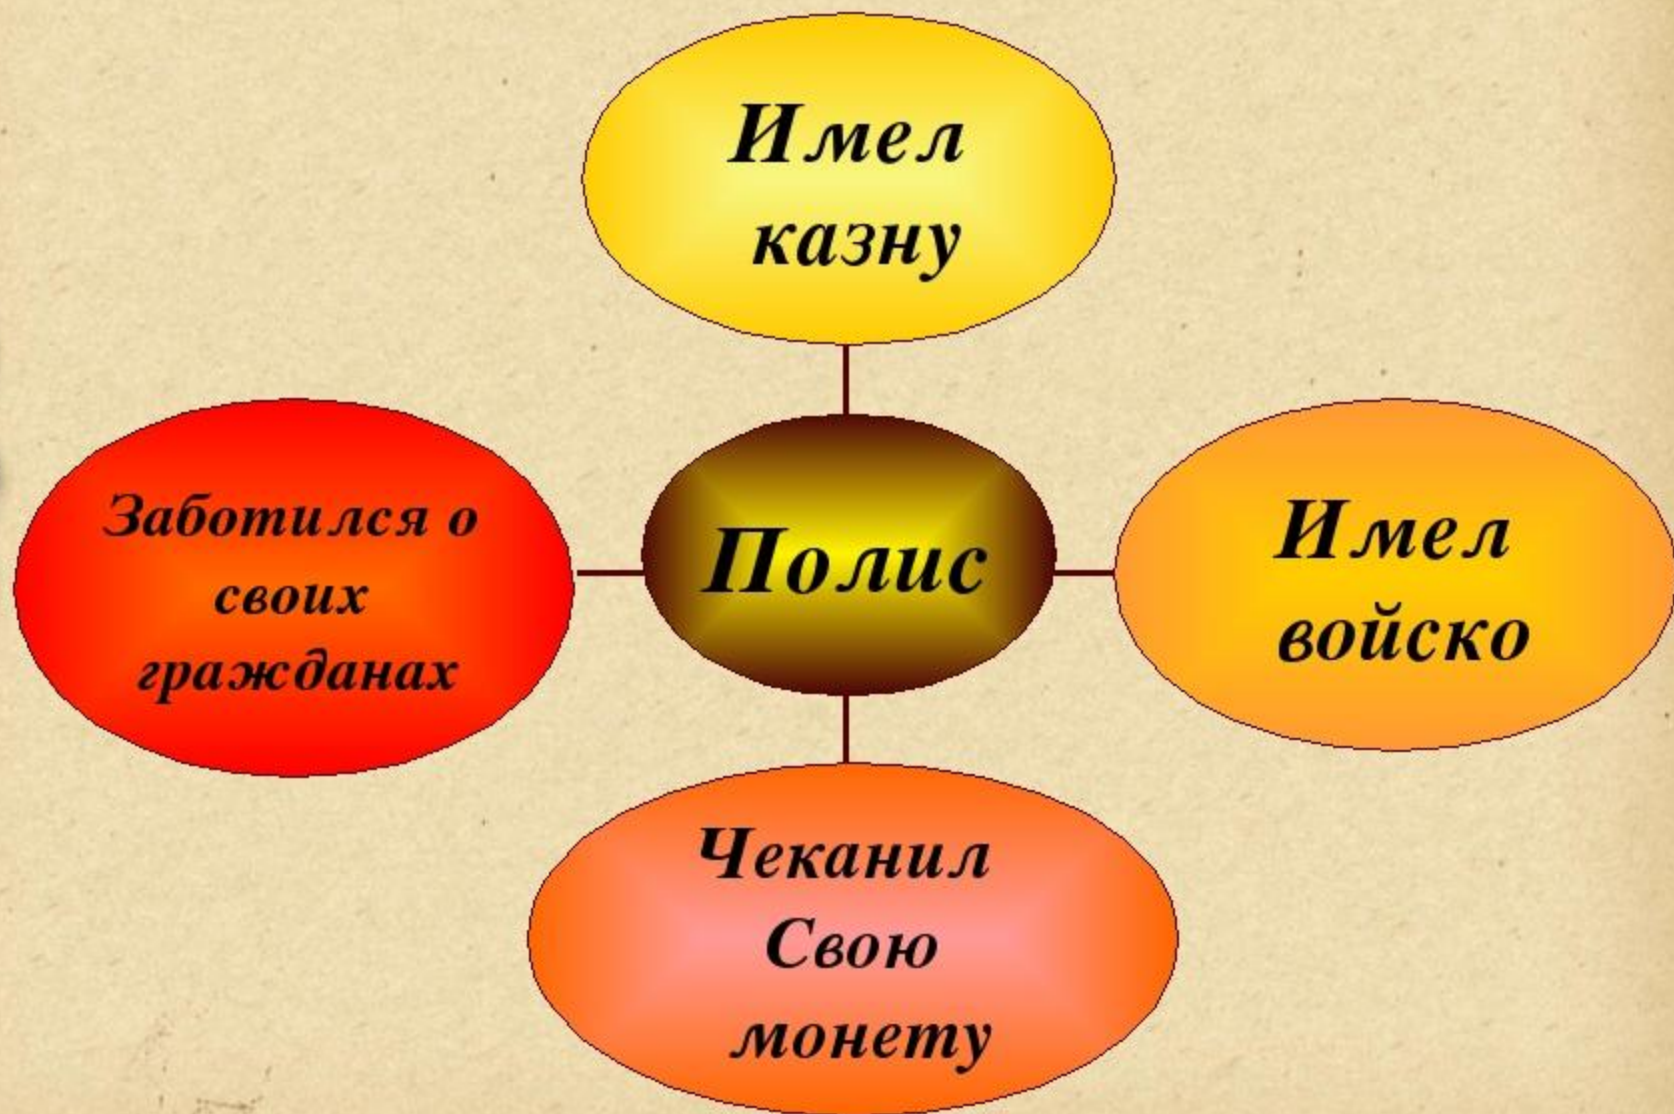 Имел
казну
Заботился о
своих
гражданах
Полис
Имел
войско
Чеканил
Свою
монету